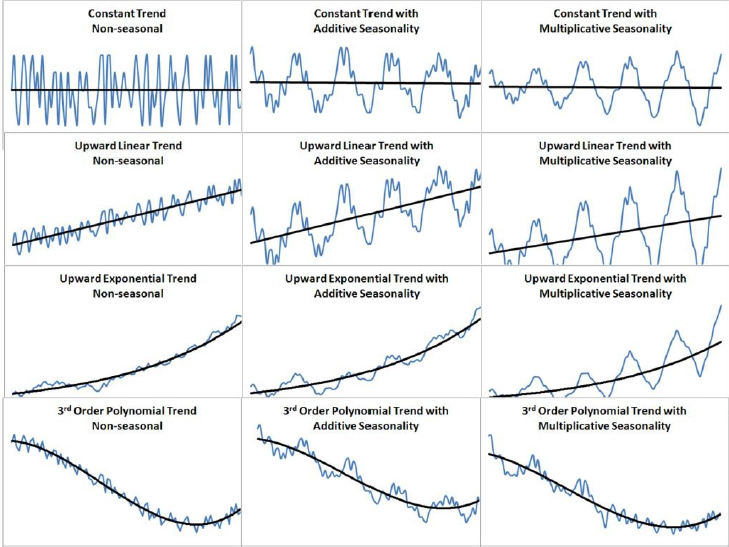 Constant Trend
Non-seasonal
Constant Trend with
Additive Seasonality
Constant Trend with
Multiplicative Seasonality
Upward Linear Trend
Non-seasonal
Upward Linear Trend with
Additive Seasonality
Upward Linear Trend with
Multiplicative Seasonality
Upward Exponential Trend
Non-seasonal
Upward Exponential Trend with
Additive Seasonality
Upward Exponential Trend with
Multiplicative Seasonality
3rd Order Polynomial Trend
Non-seasonal
3rd Order Polynomial Trend with
Additive Seasonality
3rd Order Polynomial Trend with
Multiplicative Seasonality